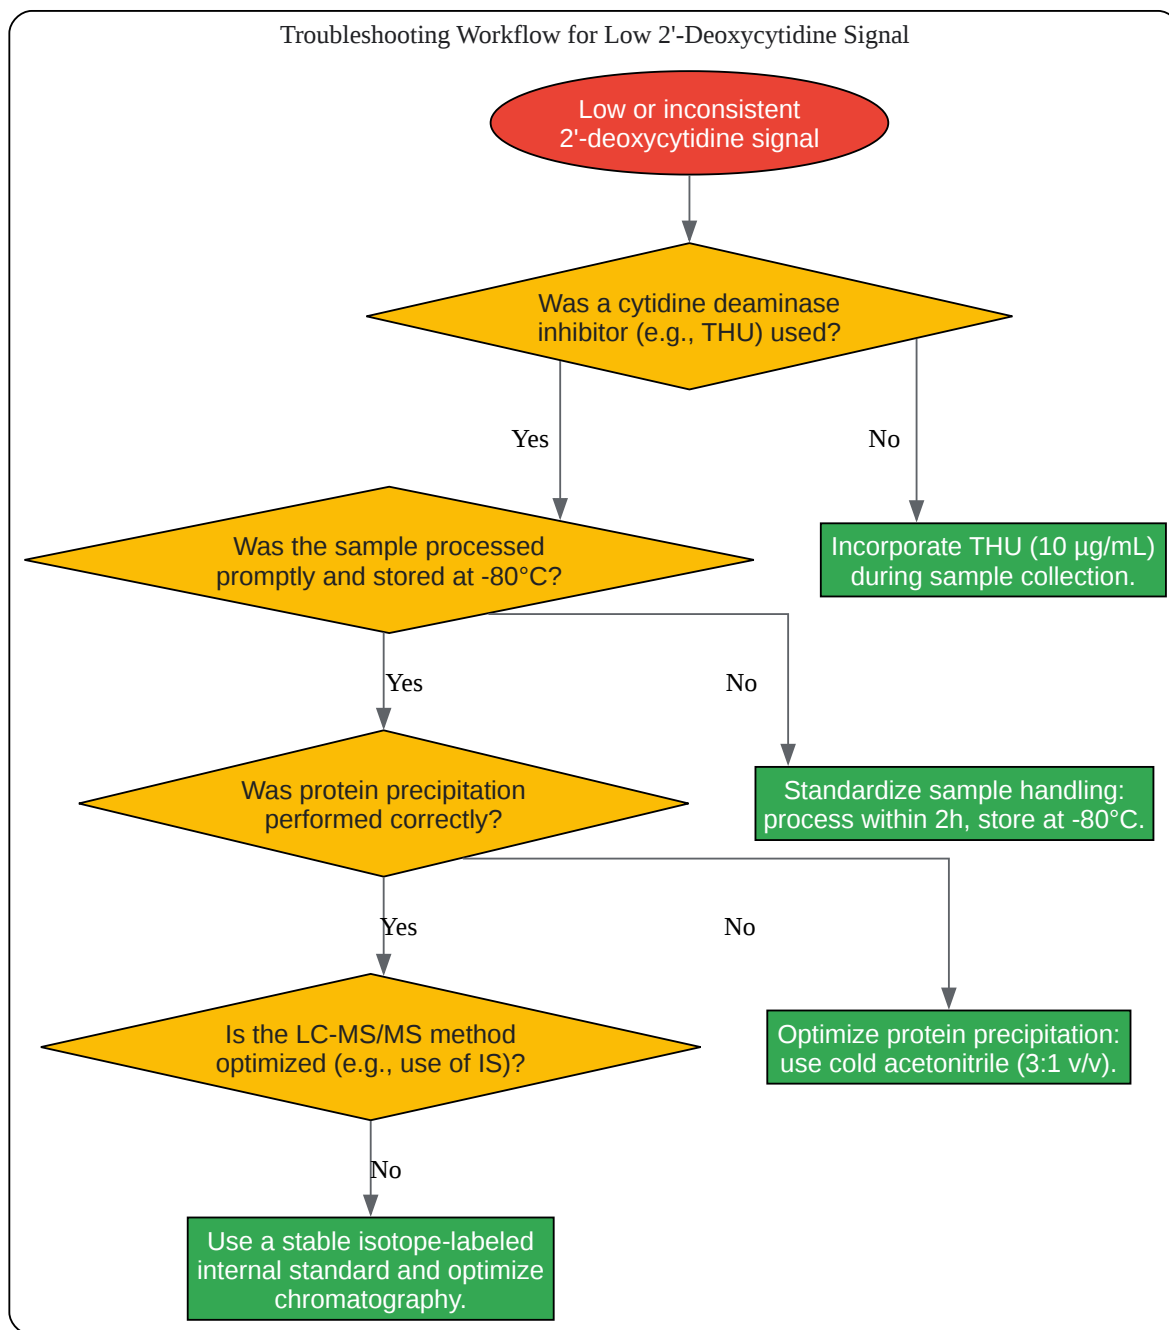 Troubleshooting Workflow for Low 2'-Deoxycytidine Signal
Low or inconsistent
2'-deoxycytidine signal
Was a cytidine deaminase
inhibitor (e.g., THU) used?
Yes
No
Was the sample processed
promptly and stored at -80°C?
Incorporate THU (10 µg/mL)
during sample collection.
Yes
No
Was protein precipitation
performed correctly?
Standardize sample handling:
process within 2h, store at -80°C.
Yes
No
Is the LC-MS/MS method
optimized (e.g., use of IS)?
Optimize protein precipitation:
use cold acetonitrile (3:1 v/v).
No
Use a stable isotope-labeled
internal standard and optimize
chromatography.